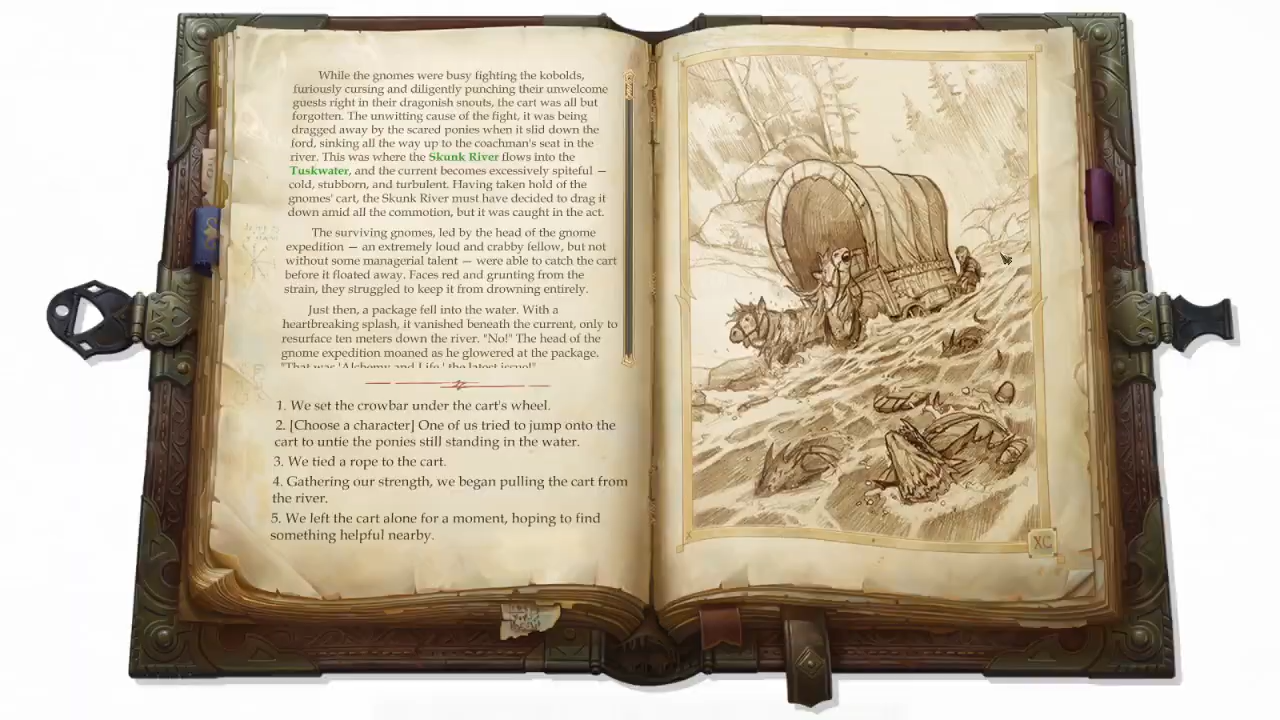 While the gnomes were busy fighting the kobolds,
furiously cursing and diligently punching their unwelcome
guests right in their dragonish snouts, the cart was all but
forgotten. The unwitting cause of the fight, it was being
dragged away by the scared ponies when it slid down the
ford, sinking all the way up to the coachman's seat in the
river. This was where the Skunk River flows into the
Tuskwater, and the current becomes excessively spiteful —
cold, stubborn, and turbulent. Having taken hold of the
gnomes' cart, the Skunk River must have decided to drag it
down amid all the commotion, but it was caught in the act.
The surviving gnomes, led by the head of the gnome
expedition — an extremely loud and crabby fellow, but not
without some managerial talent — were able to catch the cart
before it floated away. Faces red and grunting from the
strain, they struggled to keep it from drowning entirely.
Just then, a package fell into the water. With a
heartbreaking splash, it vanished beneath the current, only to
resurface ten meters down the river. "No!" The head of the
gnome expedition moaned as he glowered at the package.
"That was 'Alchemy and Life,' the latest issue!"
1. We set the crowbar under the cart's wheel.
2. [Choose a character] One of us tried to jump onto the
cart to untie the ponies still standing in the water.
3. We tied a rope to the cart.
4. Gathering our strength, we began pulling the cart from
the river.
5. We left the cart alone for a moment, hoping to find
something helpful nearby.
XC